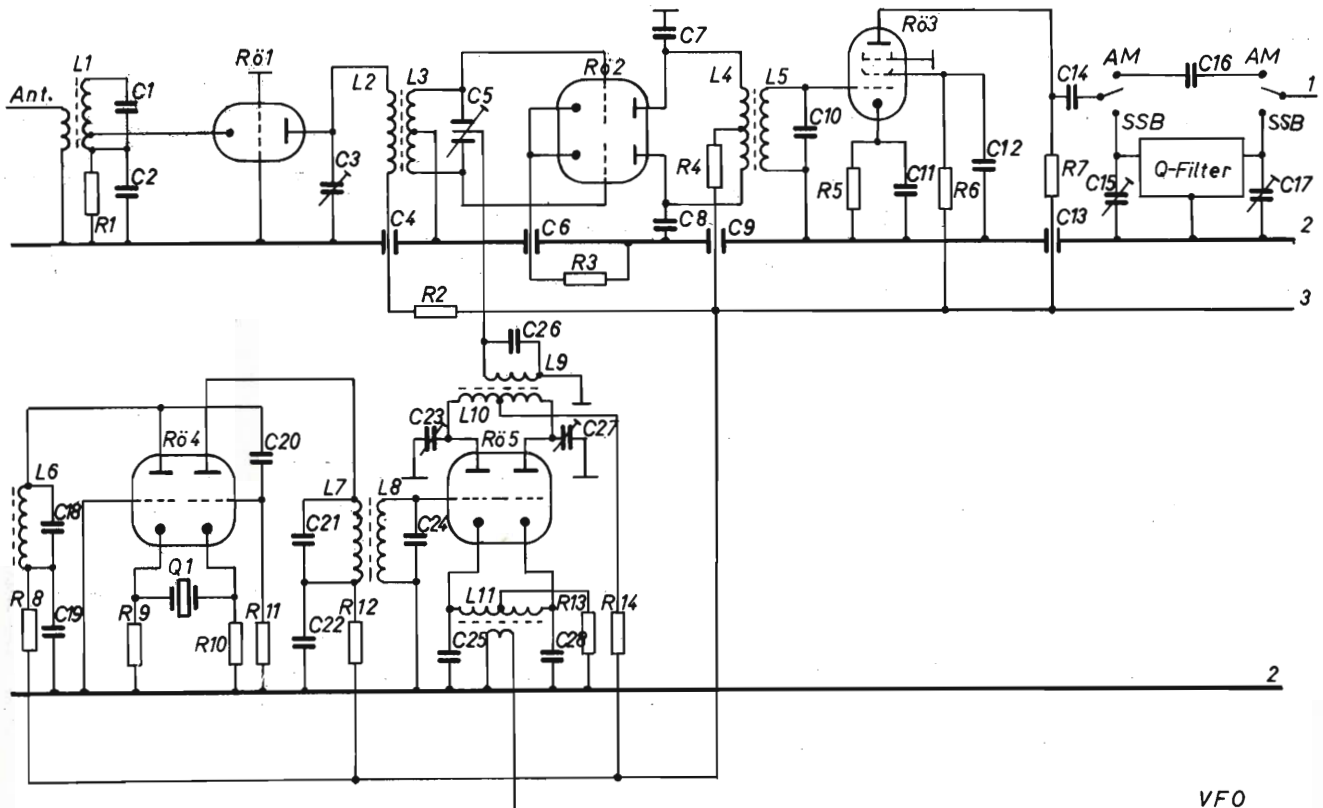 Ant.
L1
C1
C2
R1
Rö1
L2
C3
C4
L3
C5
Rö2
C6
R3
R2
C7
C8
L4
R4
C9
L5
C10
Rö3
R5
C11
R6
C12
R7
C13
C14
AM
C16
AM
1
SSB
SSB
C15
Q-Filter
C17
2
3
C26
L9
L10
C23
C27
Rö4
Rö5
C20
L6
C18
C19
R8
Q1
R9
R10
R11
L7
L8
C21
C22
R12
C24
L11
C25
C28
R13
R14
2
VFO